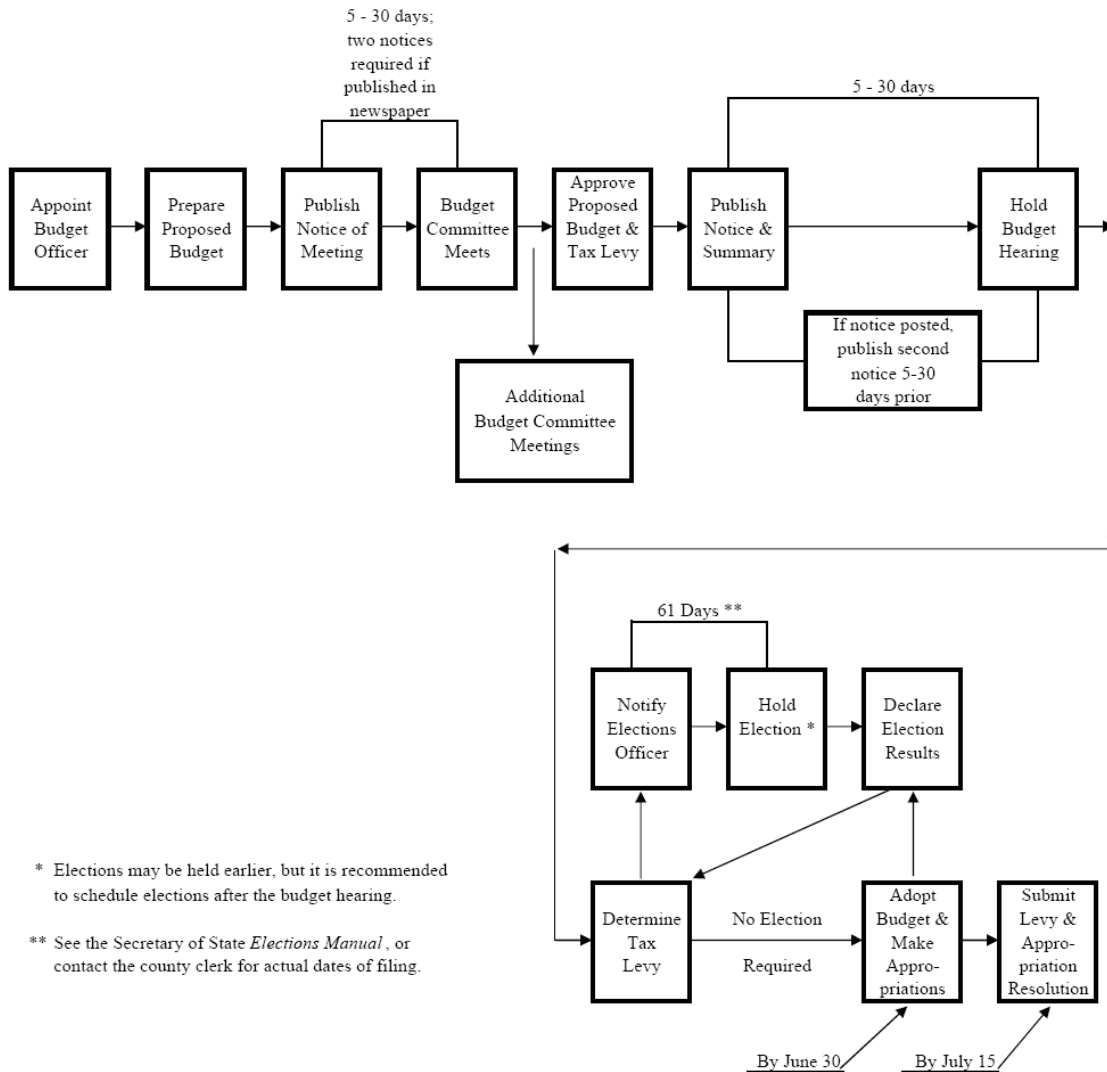 5 - 30 days;
two notices
required if
published in
newspaper
5 - 30 days
Appoint
Budget
Officer
Prepare
Proposed
Budget
Publish
Notice of
Meeting
Budget
Committee
Meets
Approve
Proposed
Budget &
Tax Levy
Publish
Notice &
Summary
Hold
Budget
Hearing
If notice posted,
publish second
notice 5-30
days prior
Additional
Budget Committee
Meetings
61 Days **
Notify
Elections
Officer
Hold
Election *
Declare
Election
Results
* Elections may be held earlier, but it is recommended
to schedule elections after the budget hearing.
** See the Secretary of State Elections Manual , or
contact the county clerk for actual dates of filing.
Determine
Tax
Levy
No Election
Required
Adopt
Budget &
Make
Appro-
priations
Submit
Levy &
Appro-
priation
Resolution
By June 30
By July 15